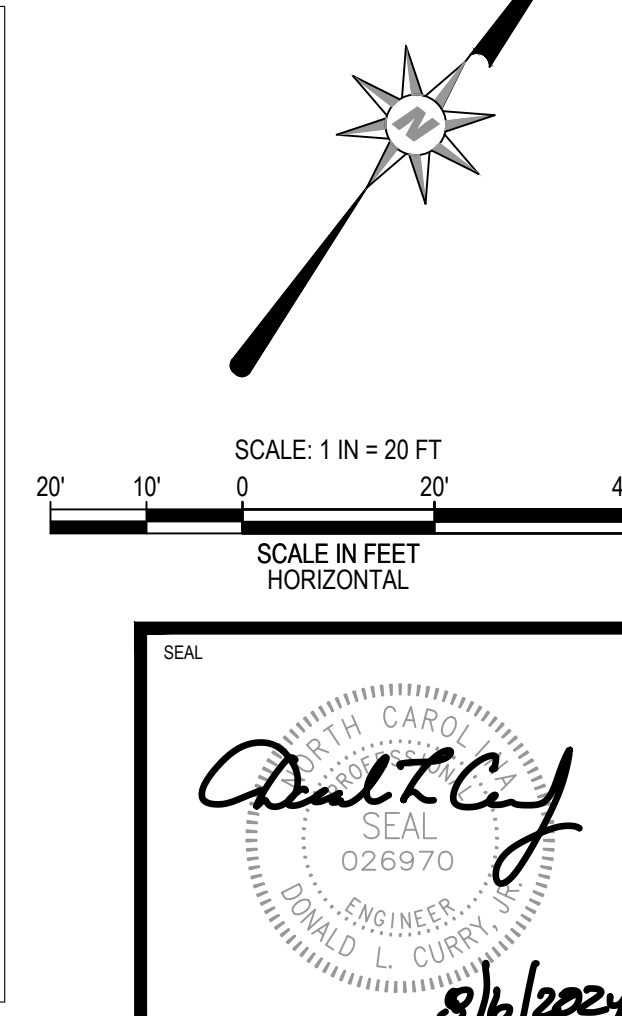 N
SCALE: 1 IN = 20 FT
20' 10' 0 20' 4
SCALE IN FEET
HORIZONTAL
SEAL
NORTH CAROLINA
PROFESSIONAL
SEAL
026970
ENGINEER
DONALD L. CURRY, JR.
8/6/2024